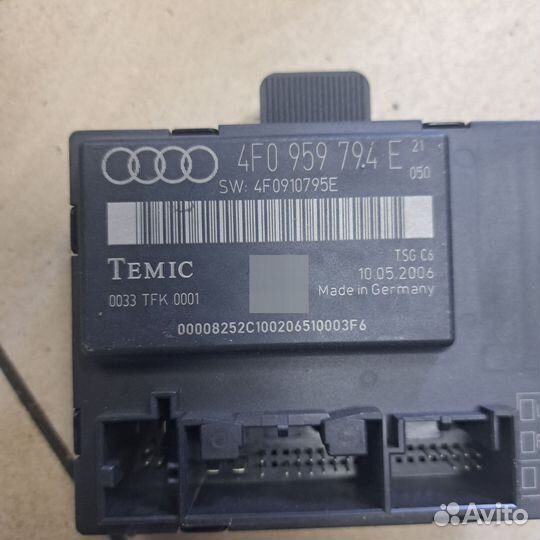 4F0 959 794 E 21
050
SW: 4F0910795E
TEMIC
TSG C6
10.05.2006
0033 TFK 0001
Made in Germany
00008252C100206510003F6
Avito